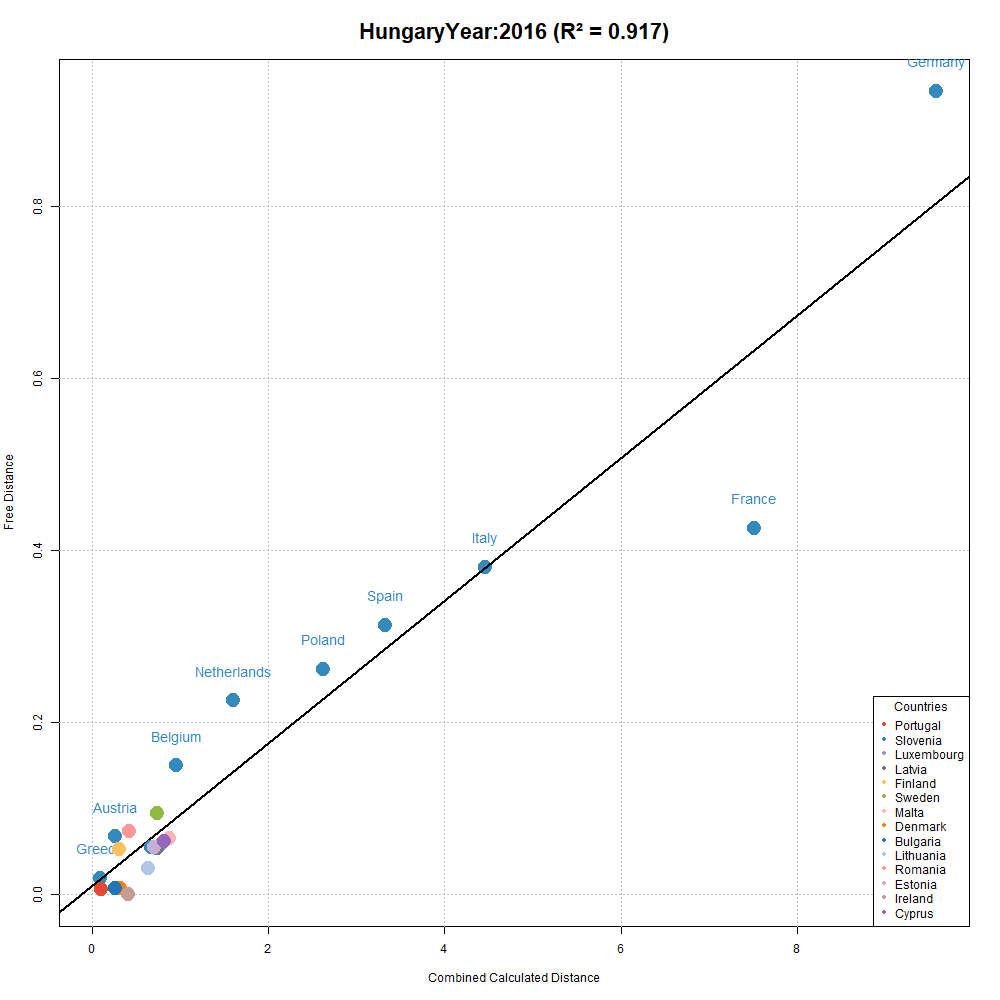 HungaryYear:2016 (R² = 0.917)
Germany
0.8
0.6
Free Distance
France
0.4
Italy
Spain
Poland
Netherlands
0.2
Belgium
Austria
Greec
0.0
Countries
Portugal
Slovenia
Luxembourg
Latvia
Finland
Sweden
Malta
Denmark
Bulgaria
Lithuania
Romania
Estonia
Ireland
Cyprus
0 2 4 6 8
Combined Calculated Distance